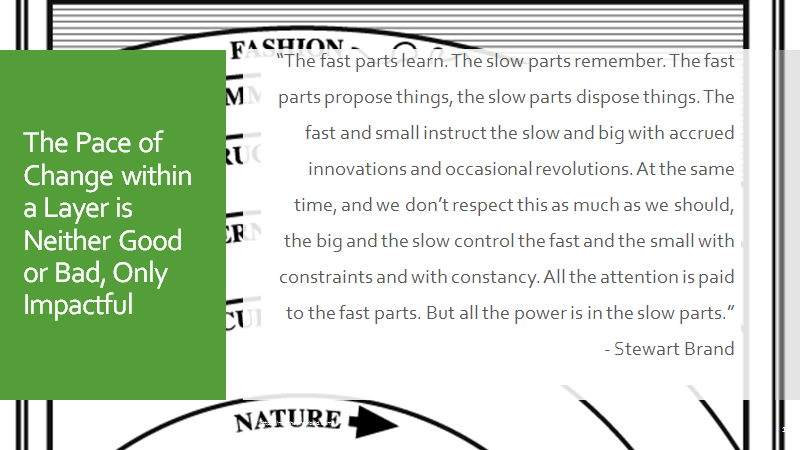 FASHION
The Pace of
Change within
a Layer is
Neither Good
or Bad, Only
Impactful
“The fast parts learn. The slow parts remember. The fast
parts propose things, the slow parts dispose things. The
fast and small instruct the slow and big with accrued
innovations and occasional revolutions. At the same
time, and we don’t respect this as much as we should,
the big and the slow control the fast and the small with
constraints and with constancy. All the attention is paid
to the fast parts. But all the power is in the slow parts.”
- Stewart Brand
NATURE